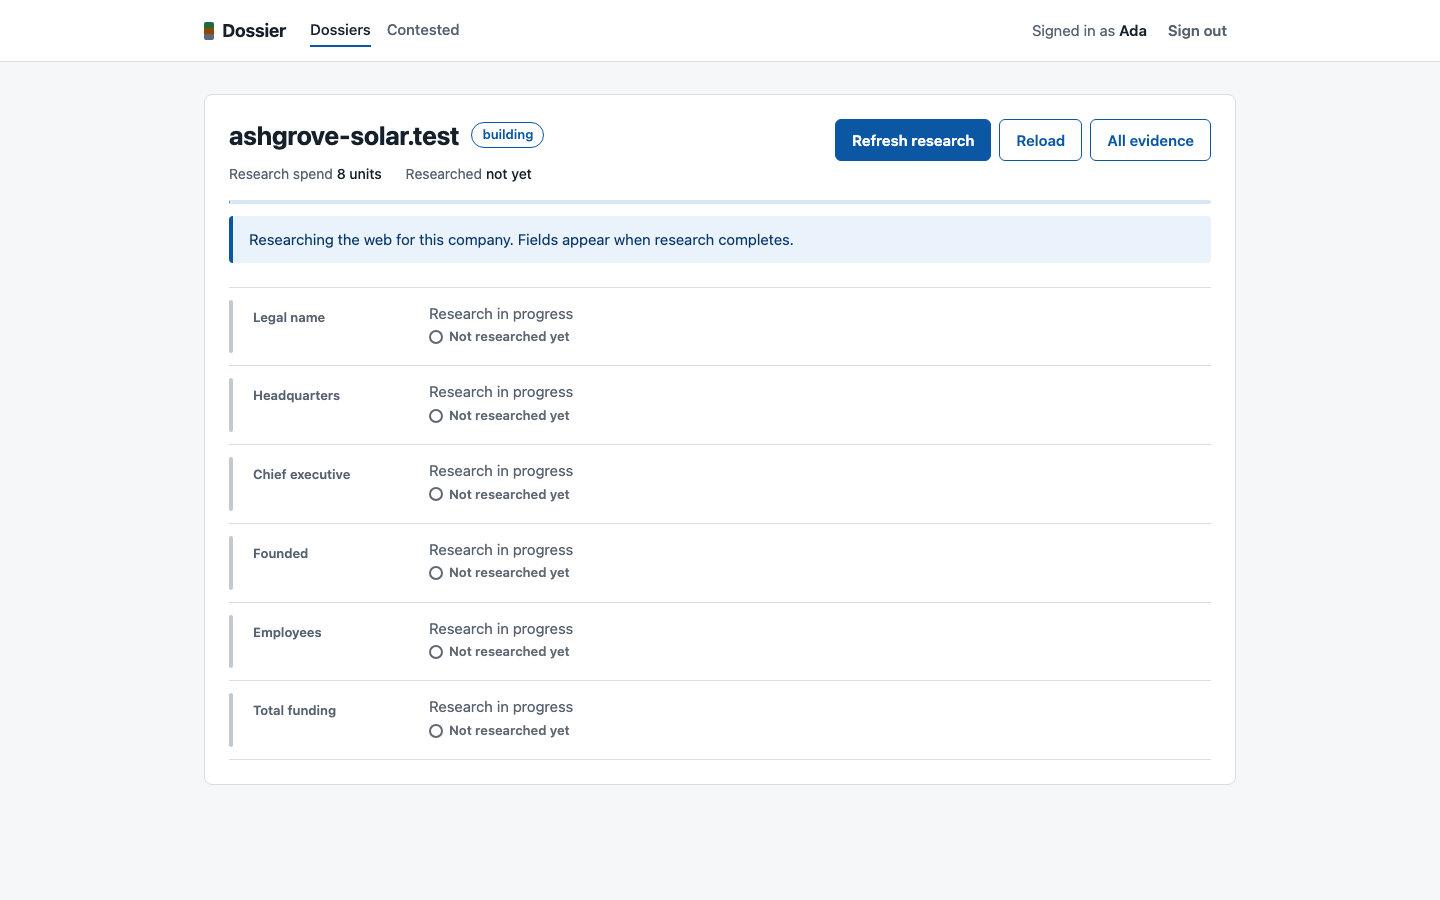 Dossier Dossiers Contested Signed in as Ada Sign out
ashgrove-solar.test building Refresh research Reload All evidence
Research spend 8 units Researched not yet
Researching the web for this company. Fields appear when research completes.
Legal name Research in progress
Not researched yet
Headquarters Research in progress
Not researched yet
Chief executive Research in progress
Not researched yet
Founded Research in progress
Not researched yet
Employees Research in progress
Not researched yet
Total funding Research in progress
Not researched yet